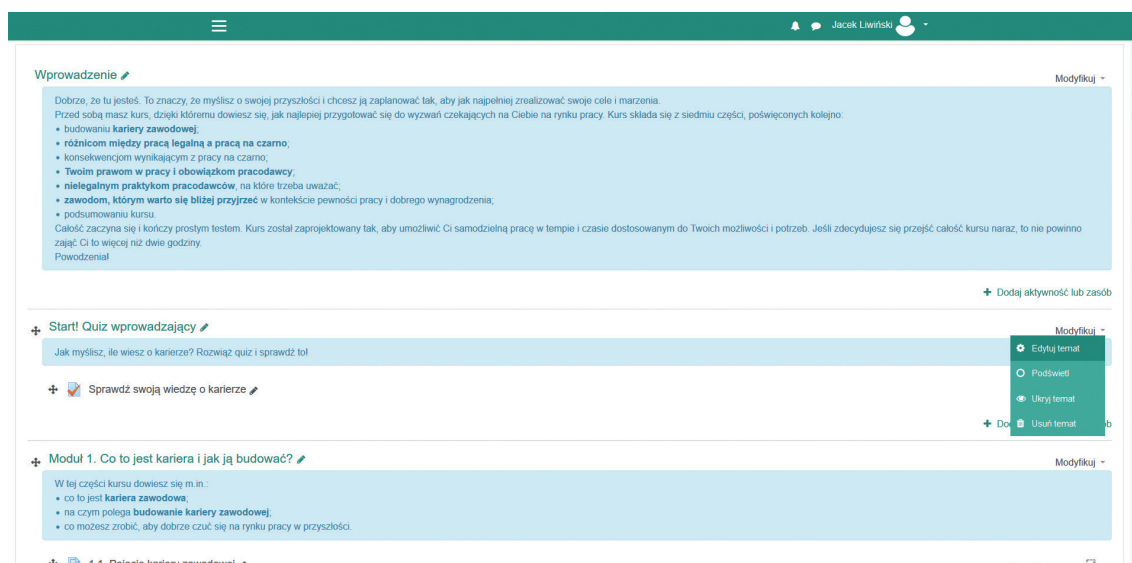 Jacek Liwiński
Wprowadzenie
Modyfikuj
Dobrze, że tu jesteś. To znaczy, że myślisz o swojej przyszłości i chcesz ją zaplanować tak, aby jak najpełniej zrealizować swoje cele i marzenia.
Przed sobą masz kurs, dzięki któremu dowiesz się, jak najlepiej przygotować się do wyzwań czekających na Ciebie na rynku pracy. Kurs składa się z siedmiu części, poświęconych kolejno:
• budowaniu kariery zawodowej;
• różnicom między pracą legalną a pracą na czarno;
• konsekwencjom wynikającym z pracy na czarno;
• Twoim prawom w pracy i obowiązkom pracodawcy;
• nielegalnym praktykom pracodawców, na które trzeba uważać;
• zawodom, którym warto się bliżej przyjrzeć w kontekście pewności pracy i dobrego wynagrodzenia;
• podsumowaniu kursu.
Całość zaczyna się i kończy prostym testem. Kurs został zaprojektowany tak, aby umożliwić Ci samodzielną pracę w tempie i czasie dostosowanym do Twoich możliwości i potrzeb. Jeśli zdecydujesz się przejść całość kursu naraz, to nie powinno
zająć Ci to więcej niż dwie godziny.
Powodzenia!
Dodaj aktywność lub zasób
Start! Quiz wprowadzający
Modyfikuj
Jak myślisz, ile wiesz o karierze? Rozwiąż quiz i sprawdź to!
Edytuj temat
Podświetl
Ukryj temat
Usuń temat
Sprawdź swoją wiedzę o karierze
Moduł 1. Co to jest kariera i jak ją budować?
Modyfikuj
W tej części kursu dowiesz się m.in.:
• co to jest kariera zawodowa;
• na czym polega budowanie kariery zawodowej;
• co możesz zrobić, aby dobrze czuć się na rynku pracy w przyszłości.